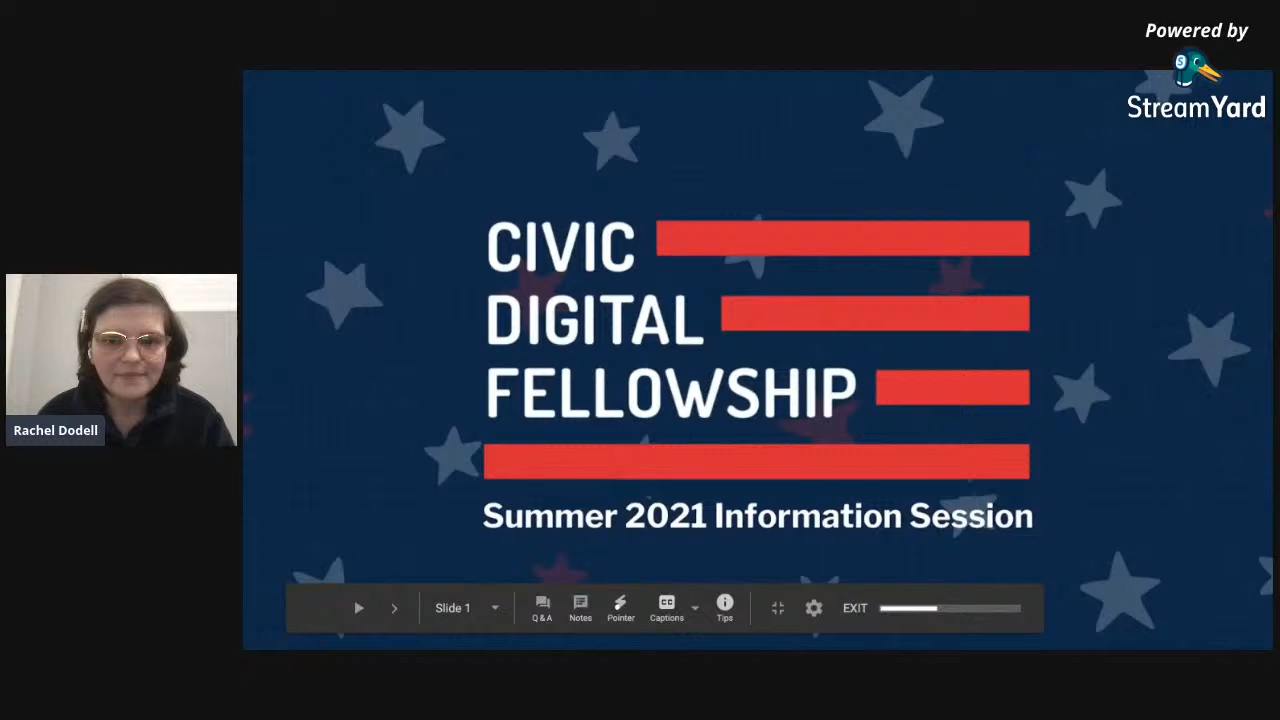 Powered by
StreamYard
CIVIC
DIGITAL
FELLOWSHIP
Summer 2021 Information Session
Rachel Dodell
Slide 1
Q & A
Notes
Pointer
CC
Captions
Tips
EXIT